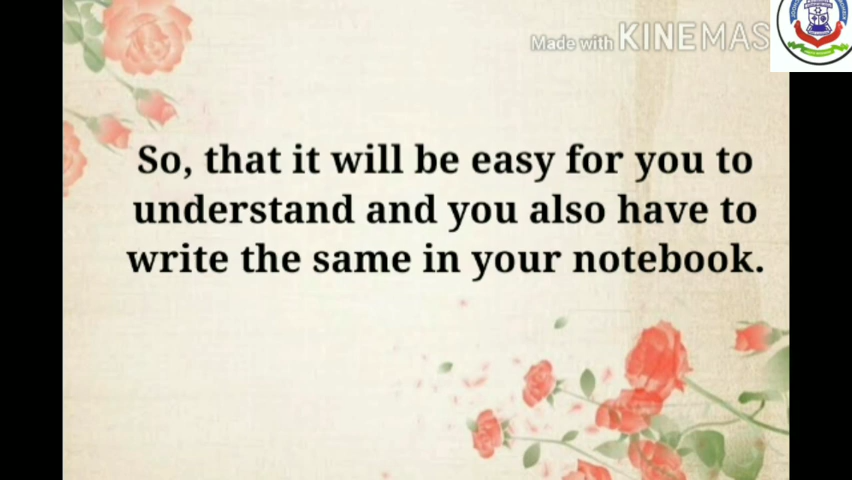 Made with KINEMAS
So, that it will be easy for you to
understand and you also have to
write the same in your notebook.